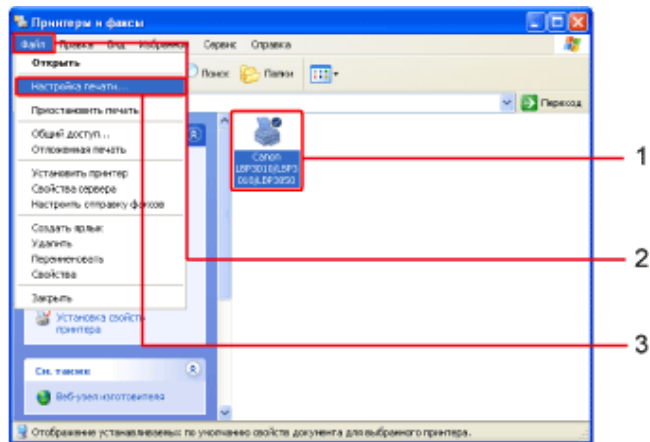 Принтеры и факсы
Файл Правка Вид Избранное Сервис Справка
Открыть
Настройка печати...
Приостановить печать
Общий доступ...
Отложенная печать
Установить принтер
Свойства сервера
Настроить отправку факсов
Создать ярлык
Удалить
Переименовать
Свойства
Закрыть
Поиск Папки
Переход
Canon
LBP3010/LBP3
018/LBP3050
1
2
3
Установка свойств
принтера
См. также
Веб-узел изготовителя
Отображение устанавливаемых по умолчанию свойств документа для выбранного принтера.